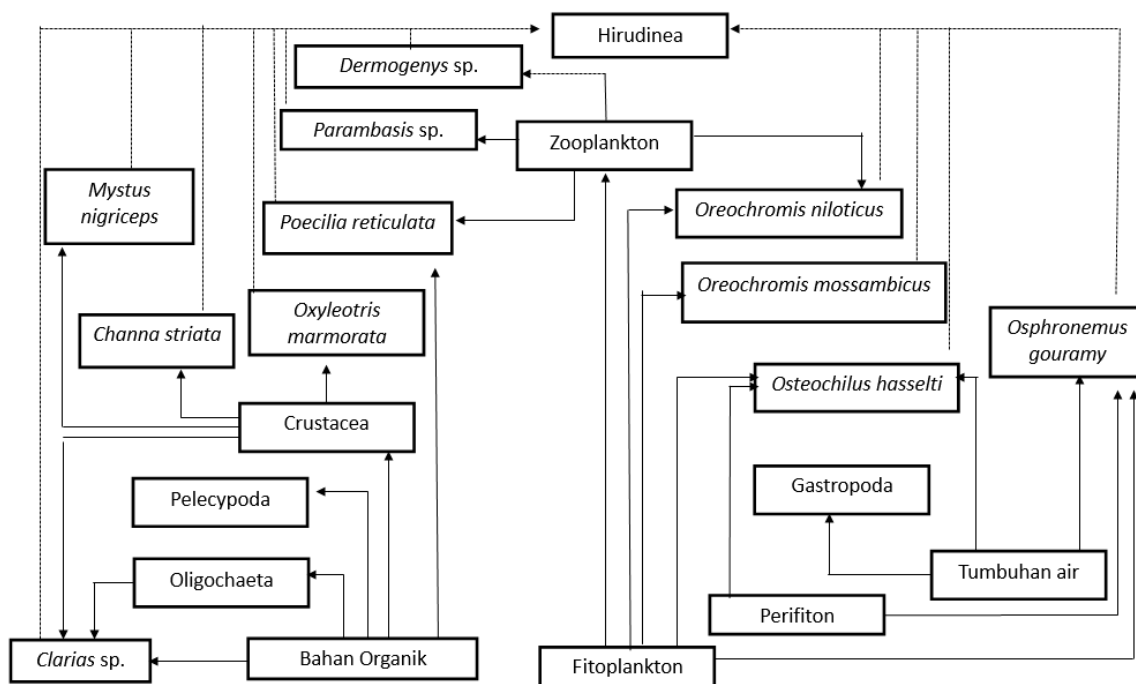 Hirudinea
Dermogenys sp.
Parambasis sp.
Zooplankton
Mystus
nigriceps
Poecilia reticulata
Oreochromis niloticus
Oreochromis mossambicus
Channa striata
Oxyleotris
marmorata
Osphronemus
gouramy
Osteochilus hasselti
Crustacea
Pelecypoda
Gastropoda
Oligochaeta
Tumbuhan air
Perifiton
Clarias sp.
Bahan Organik
Fitoplankton